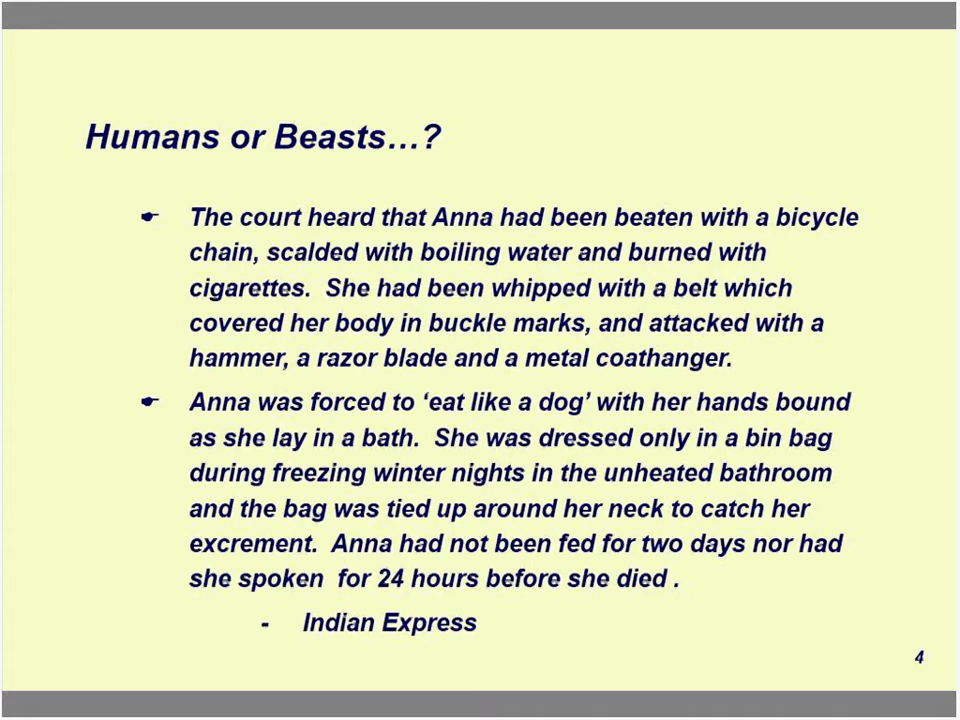 Humans or Beasts…?
☛ The court heard that Anna had been beaten with a bicycle
chain, scalded with boiling water and burned with
cigarettes.  She had been whipped with a belt which
covered her body in buckle marks, and attacked with a
hammer, a razor blade and a metal coathanger.
☛ Anna was forced to ‘eat like a dog’ with her hands bound
as she lay in a bath.  She was dressed only in a bin bag
during freezing winter nights in the unheated bathroom
and the bag was tied up around her neck to catch her
excrement.  Anna had not been fed for two days nor had
she spoken  for 24 hours before she died .
- Indian Express
4